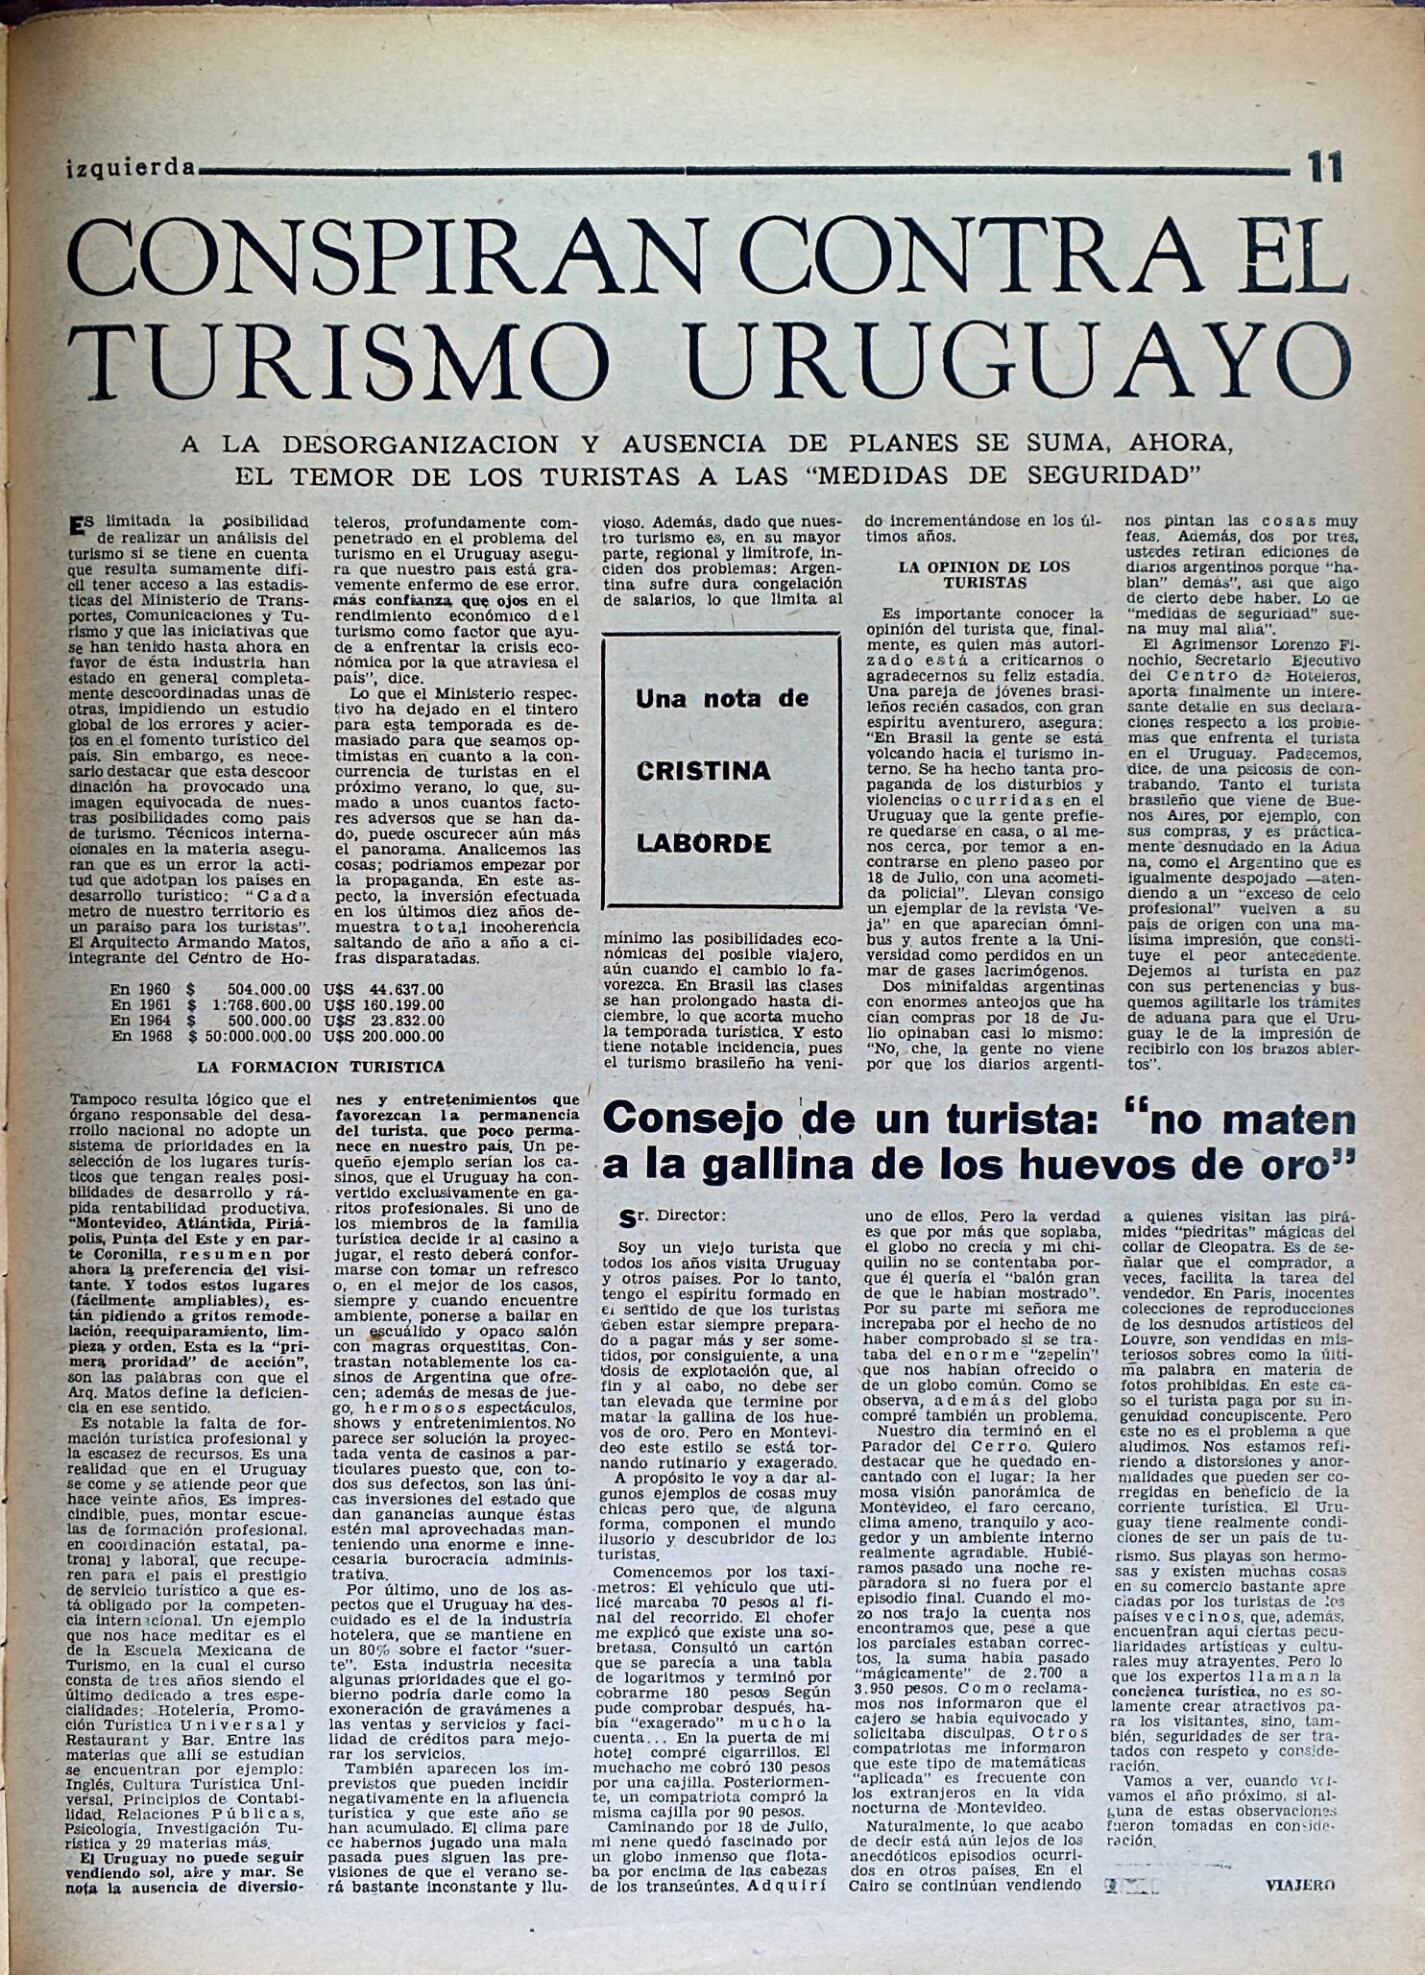 izquierda 11
CONSPIRAN CONTRA EL
TURISMO URUGUAYO
A LA DESORGANIZACION Y AUSENCIA DE PLANES SE SUMA, AHORA,
EL TEMOR DE LOS TURISTAS A LAS “MEDIDAS DE SEGURIDAD”
Es limitada la posibilidad
de realizar un análisis del
turismo si se tiene en cuenta
que resulta sumamente difí-
cil tener acceso a las estadís-
ticas del Ministerio de Trans-
portes, Comunicaciones y Tu-
rismo y que las iniciativas que
se han tenido hasta ahora en
favor de ésta industria han
estado en general completa-
mente descoordinadas unas de
otras, impidiendo un estudio
global de los errores y acier-
tos en el fomento turístico del
país. Sin embargo, es nece-
sario destacar que esta descoor
dinación ha provocado una
imagen equivocada de nues-
tras posibilidades como país
de turismo. Técnicos interna-
cionales en la materia asegu-
ran que es un error la acti-
tud que adotpan los países en
desarrollo turístico: “Cada
metro de nuestro territorio es
un paraíso para los turistas”.
El Arquitecto Armando Matos,
integrante del Centro de Ho-
teleros, profundamente com-
penetrado en el problema del
turismo en el Uruguay asegu-
ra que nuestro país está gra-
vemente enfermo de ese error.
más confianza que ojos en el
rendimiento económico del
turismo como factor que ayu-
de a enfrentar la crisis eco-
nómica por la que atraviesa el
país”, dice.
Lo que el Ministerio respec-
tivo ha dejado en el tintero
para esta temporada es de-
masiado para que seamos op-
timistas en cuanto a la con-
currencia de turistas en el
próximo verano, lo que, su-
mado a unos cuantos facto-
res adversos que se han da-
do, puede oscurecer aún más
el panorama. Analicemos las
cosas; podríamos empezar por
la propaganda. En este as-
pecto, la inversión efectuada
en los últimos diez años de-
muestra total incoherencia
saltando de año a año a ci-
fras disparatadas.
En 1960 $ 504.000.00 U$S 44.637.00
En 1961 $ 1:768.600.00 U$S 160.199.00
En 1964 $ 500.000.00 U$S 23.832.00
En 1968 $ 50:000.000.00 U$S 200.000.00
LA FORMACION TURISTICA
Tampoco resulta lógico que el
órgano responsable del desa-
rrollo nacional no adopte un
sistema de prioridades en la
selección de los lugares turís-
ticos que tengan reales posi-
bilidades de desarrollo y rá-
pida rentabilidad productiva.
“Montevideo, Atlántida, Piriá-
polis, Punta del Este y en par-
te Coronilla, resumen por
ahora la preferencia del visi-
tante. Y todos estos lugares
(fácilmente ampliables), es-
tán pidiendo a gritos remode-
lación, reequiparamiento, lim-
pieza y orden. Esta es la “pri-
mera proridad” de acción”,
son las palabras con que el
Arq. Matos define la deficien-
cia en ese sentido.
Es notable la falta de for-
mación turística profesional y
la escasez de recursos. Es una
realidad que en el Uruguay
se come y se atiende peor que
hace veinte años. Es impres-
cindible, pues, montar escue-
las de formación profesional,
en coordinación estatal, pa-
tronal y laboral, que recupe-
ren para el país el prestigio
de servicio turístico a que es-
tá obligado por la competen-
cia internacional. Un ejemplo
que nos hace meditar es el
de la Escuela Mexicana de
Turismo, en la cual el curso
consta de tres años siendo el
último dedicado a tres espe-
cialidades: Hotelería, Promo-
ción Turística Universal y
Restaurant y Bar. Entre las
materias que allí se estudian
se encuentran por ejemplo:
Inglés, Cultura Turística Uni-
versal, Principios de Contabi-
lidad, Relaciones Públicas,
Psicología, Investigación Tu-
rística y 29 materias más.
El Uruguay no puede seguir
vendiendo sol, aire y mar. Se
nota la ausencia de diversio-
nes y entretenimientos que
favorezcan la permanencia
del turista, que poco perma-
nece en nuestro país. Un pe-
queño ejemplo serían los ca-
sinos, que el Uruguay ha con-
vertido exclusivamente en ga-
ritos profesionales. Si uno de
los miembros de la familia
turística decide ir al casino a
jugar, el resto deberá confor-
marse con tomar un refresco
o, en el mejor de los casos,
siempre y cuando encuentre
ambiente, ponerse a bailar en
un escuálido y opaco salón
con magras orquestitas. Con-
trastan notablemente los ca-
sinos de Argentina que ofre-
cen; además de mesas de jue-
go, hermosos espectáculos,
shows y entretenimientos. No
parece ser solución la proyec-
tada venta de casinos a par-
ticulares puesto que, con to-
dos sus defectos, son las úni-
cas inversiones del estado que
dan ganancias aunque éstas
estén mal aprovechadas man-
teniendo una enorme e inne-
cesaria burocracia adminis-
trativa.
Por último, uno de los as-
pectos que el Uruguay ha des-
cuidado es el de la industria
hotelera, que se mantiene en
un 80% sobre el factor “suer-
te”. Esta industria necesita
algunas prioridades que el go-
bierno podría darle como la
exoneración de gravámenes a
las ventas y servicios y faci-
lidad de créditos para mejo-
rar los servicios.
También aparecen los im-
previstos que pueden incidir
negativamente en la afluencia
turística y que este año se
han acumulado. El clima pare
ce habernos jugado una mala
pasada pues siguen las pre-
visiones de que el verano se-
rá bastante inconstante y llu-
vioso. Además, dado que nues-
tro turismo es, en su mayor
parte, regional y limítrofe, in-
ciden dos problemas: Argen-
tina sufre dura congelación
de salarios, lo que limita al
Una nota de
CRISTINA
LABORDE
mínimo las posibilidades eco-
nómicas del posible viajero,
aún cuando el cambio lo fa-
vorezca. En Brasil las clases
se han prolongado hasta di-
ciembre, lo que acorta mucho
la temporada turística. Y esto
tiene notable incidencia, pues
el turismo brasileño ha veni-
do incrementándose en los úl-
timos años.
LA OPINION DE LOS
TURISTAS
Es importante conocer la
opinión del turista que, final-
mente, es quien más autori-
zado está a criticarnos o
agradecernos su feliz estadía.
Una pareja de jóvenes brasi-
leños recién casados, con gran
espíritu aventurero, asegura:
“En Brasil la gente se está
volcando hacia el turismo in-
terno. Se ha hecho tanta pro-
paganda de los disturbios y
violencias ocurridas en el
Uruguay que la gente prefie-
re quedarse en casa, o al me-
nos cerca, por temor a en-
contrarse en pleno paseo por
18 de Julio, con una acometi-
da policial”. Llevan consigo
un ejemplar de la revista ‘Ve-
ja” en que aparecían ómni-
bus y autos frente a la Uni-
versidad como perdidos en un
mar de gases lacrimógenos.
Dos minifaldas argentinas
con enormes anteojos que ha
cían compras por 18 de Ju-
lio opinaban casi lo mismo:
“No, che, la gente no viene
por que los diarios argenti-
nos pintan las cosas muy
feas. Además, dos por tres,
ustedes retiran ediciones de
diarios argentinos porque “ha-
blan” demás”, así que algo
de cierto debe haber. Lo de
“medidas de seguridad” sue-
na muy mal allá”.
El Agrimensor Lorenzo Fi-
nochio, Secretario Ejecutivo
del Centro de Hoteleros,
aporta finalmente un intere-
sante detalle en sus declara-
ciones respecto a los proble-
mas que enfrenta el turista
en el Uruguay. Padecemos,
dice, de una psicosis de con-
trabando. Tanto el turista
brasileño que viene de Bue-
nos Aires, por ejemplo, con
sus compras, y es práctica-
mente desnudado en la Adua
na, como el Argentino que es
igualmente despojado —aten-
diendo a un “exceso de celo
profesional” vuelven a su
país de origen con una ma-
lísima impresión, que consti-
tuye el peor antecedente.
Dejemos al turista en paz
con sus pertenencias y bus-
quemos agilitarle los trámites
de aduana para que el Uru-
guay le de la impresión de
recibirlo con los brazos abier-
tos”.
Consejo de un turista: “no maten
a la gallina de los huevos de oro”
Sr. Director:
Soy un viejo turista que
todos los años visita Uruguay
y otros países. Por lo tanto,
tengo el espíritu formado en
el sentido de que los turistas
deben estar siempre prepara-
do a pagar más y ser some-
tidos, por consiguiente, a una
dosis de explotación que, al
fin y al cabo, no debe ser
tan elevada que termine por
matar la gallina de los hue-
vos de oro. Pero en Montevi-
deo este estilo se está tor-
nando rutinario y exagerado.
A propósito le voy a dar al-
gunos ejemplos de cosas muy
chicas pero que, de alguna
forma, componen el mundo
ilusorio y descubridor de los
turistas.
Comencemos por los taxí-
metros: El vehículo que uti-
licé marcaba 70 pesos al fi-
nal del recorrido. El chofer
me explicó que existe una so-
bretasa. Consultó un cartón
que se parecía a una tabla
de logaritmos y terminó por
cobrarme 180 pesos Según
pude comprobar después, ha-
bía “exagerado” mucho la
cuenta... En la puerta de mi
hotel compré cigarrillos. El
muchacho me cobró 130 pesos
por una cajilla. Posteriormen-
te, un compatriota compró la
misma cajilla por 90 pesos.
Caminando por 18 de Julio,
mi nene quedó fascinado por
un globo inmenso que flota-
ba por encima de las cabezas
de los transeúntes. Adquirí
uno de ellos. Pero la verdad
es que por más que soplaba,
el globo no crecía y mi chi-
quilín no se contentaba por-
que él quería el “balón gran
de que le habían mostrado”.
Por su parte mi señora me
increpaba por el hecho de no
haber comprobado si se tra-
taba del enorme “zepelin”
que nos habían ofrecido o
de un globo común. Como se
observa, además del globo
compré también un problema.
Nuestro día terminó en el
Parador del Cerro. Quiero
destacar que he quedado en-
cantado con el lugar: la her
mosa visión panorámica de
Montevideo, el faro cercano,
clima ameno, tranquilo y aco-
gedor y un ambiente interno
realmente agradable. Hubié-
ramos pasado una noche re-
paradora si no fuera por el
episodio final. Cuando el mo-
zo nos trajo la cuenta nos
encontramos que, pese a que
los parciales estaban correc-
tos, la suma había pasado
“mágicamente” de 2.700 a
3.950 pesos. Como reclama-
mos nos informaron que el
cajero se había equivocado y
solicitaba disculpas. Otros
compatriotas me informaron
que este tipo de matemáticas
“aplicada” es frecuente con
los extranjeros en la vida
nocturna de Montevideo.
Naturalmente, lo que acabo
de decir está aún lejos de los
anecdóticos episodios ocurri-
dos en otros países. En el
Cairo se continúan vendiendo
a quienes visitan las pirá-
mides “piedritas” mágicas del
collar de Cleopatra. Es de se-
ñalar que el comprador, a
veces, facilita la tarea del
vendedor. En París, inocentes
colecciones de reproducciones
de los desnudos artísticos del
Louvre, son vendidas en mis-
teriosos sobres como la últi-
ma palabra en materia de
fotos prohibidas. En este ca-
so el turista paga por su in-
genuidad concupiscente. Pero
este no es el problema a que
aludimos. Nos estamos refi-
riendo a distorsiones y anor-
malidades que pueden ser co-
rregidas en beneficio de la
corriente turística. El Uru-
guay tiene realmente condi-
ciones de ser un país de tu-
rismo. Sus playas son hermo-
sas y existen muchas cosas
en su comercio bastante apre
ciadas por los turistas de los
países vecinos, que, además,
encuentran aquí ciertas pecu-
liaridades artísticas y cultu-
rales muy atrayentes. Pero lo
que los expertos llaman la
concienca turística, no es so-
lamente crear atractivos pa-
ra los visitantes, sino, tam-
bién, seguridades de ser tra-
tados con respeto y conside-
ración.
Vamos a ver, cuando vol-
vamos el año próximo, si al-
guna de estas observaciones
fueron tomadas en conside-
ración.
VIAJERO